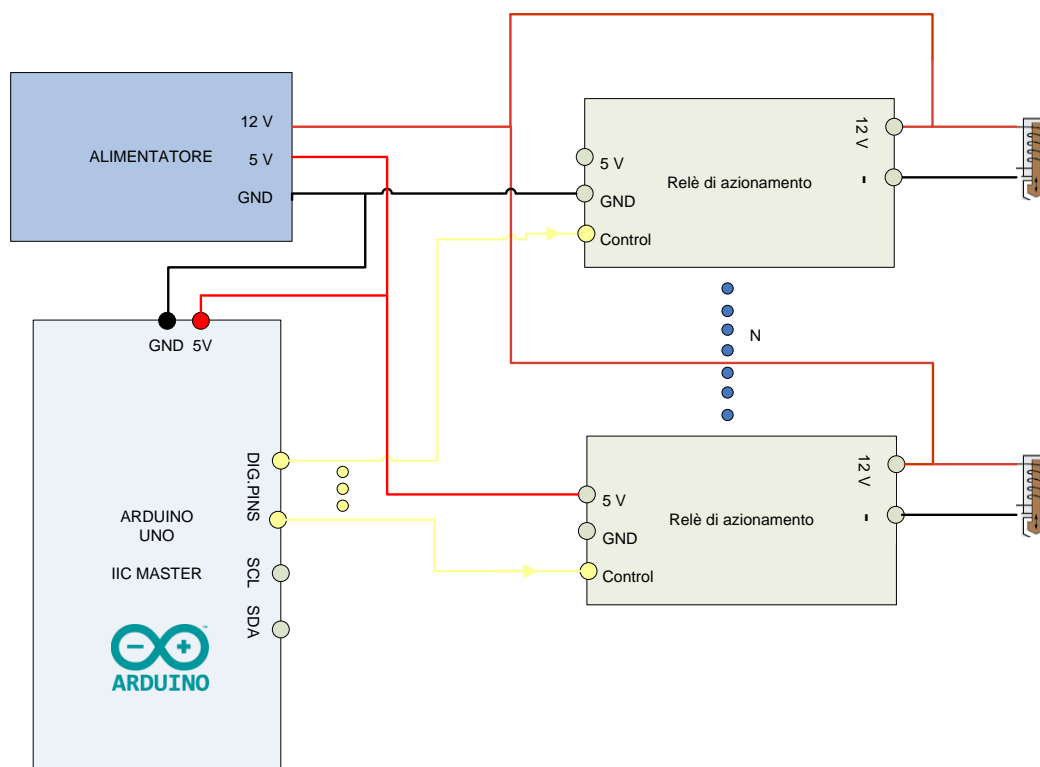 12 V
5 V
GND
ALIMENTATORE
12 V
-
5 V
GND
Control
Relè di azionamento
GND 5V
N
DIG.PINS
ARDUINO
UNO
IIC MASTER
SCL
SDA
ARDUINO
™
12 V
-
5 V
GND
Control
Relè di azionamento